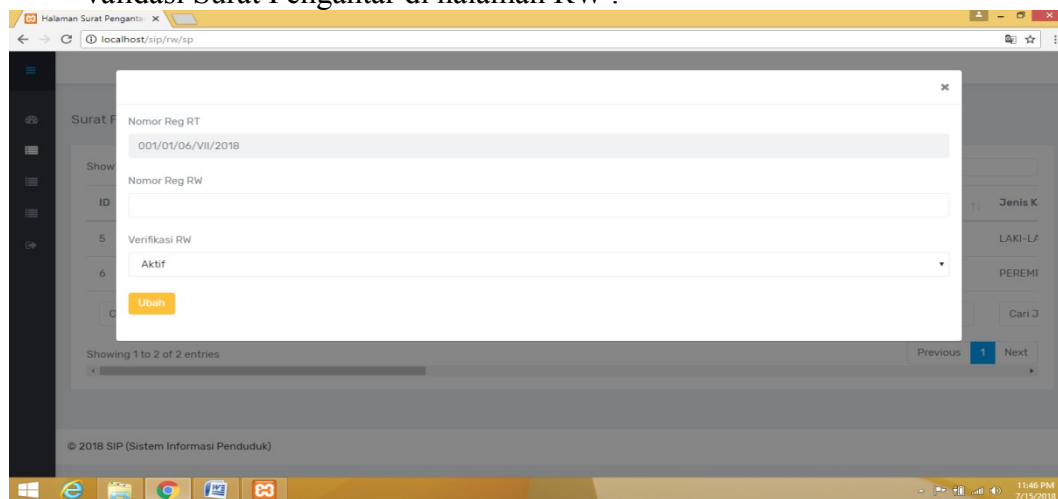 Validasi Surat Pengantar di halaman RW :
Halaman Surat Penganta
localhost/sip/rw/sp
Nomor Reg RT
Surat P
001/01/06/VII/2018
Show
Nomor Reg RW
ID
Jenis K
5
Verifikasi RW
LAKI-LA
Aktif
6
PEREMP
Ubah
Cari J
Showing 1 to 2 of 2 entries
Previous 1 Next
© 2018 SIP (Sistem Informasi Penduduk)
11:46 PM
7/15/2018